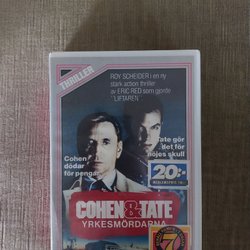 THRILLER
ROY SCHEIDER i en ny
stark action thriller
av ERIC RED som gjorde
LIFTAREN
Tate gör
det för
nöjes skull
Cohen
dödar
för pengar
20:-
COHEN & TATE
YRKESMÖRDARNA
7